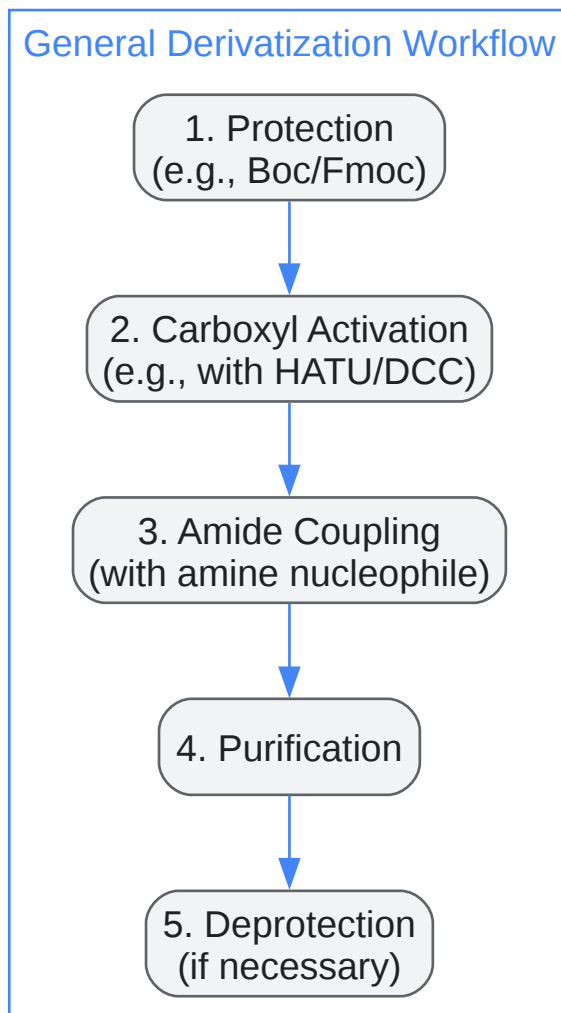 General Derivatization Workflow
1. Protection
(e.g., Boc/Fmoc)
2. Carboxyl Activation
(e.g., with HATU/DCC)
3. Amide Coupling
(with amine nucleophile)
4. Purification
5. Deprotection
(if necessary)